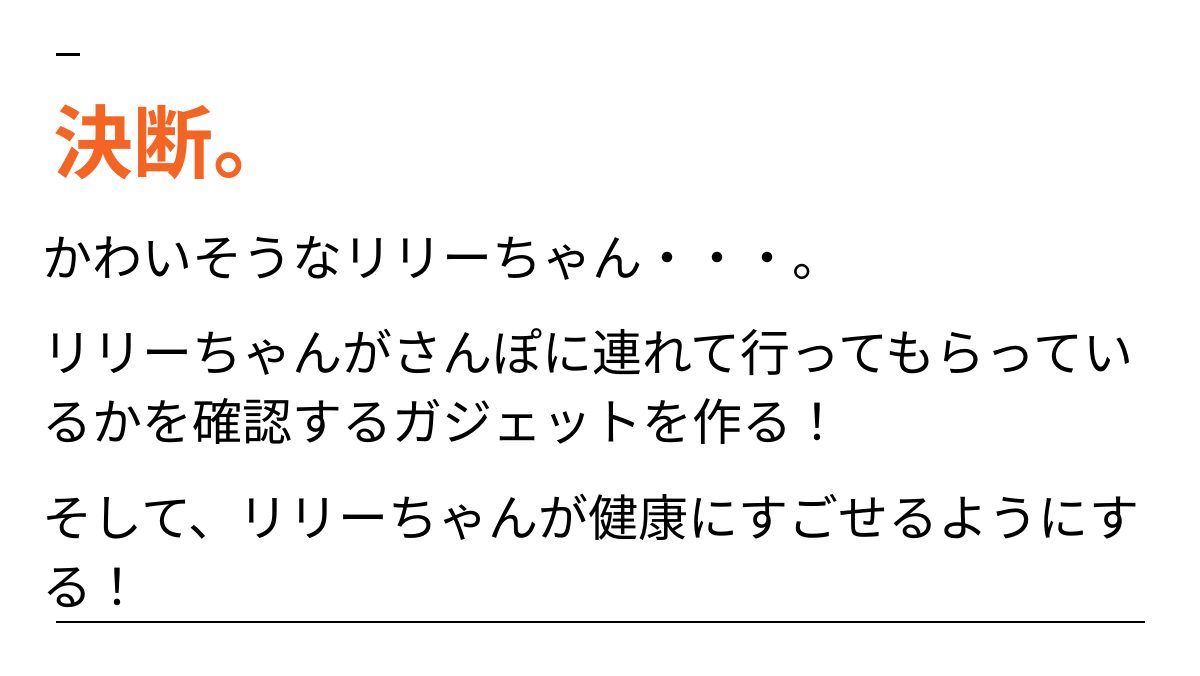 決断。
かわいそうなリリーちゃん・・・。
リリーちゃんがさんぽに連れて行ってもらってい
るかを確認するガジェットを作る！
そして、リリーちゃんが健康にすごせるようにす
る！